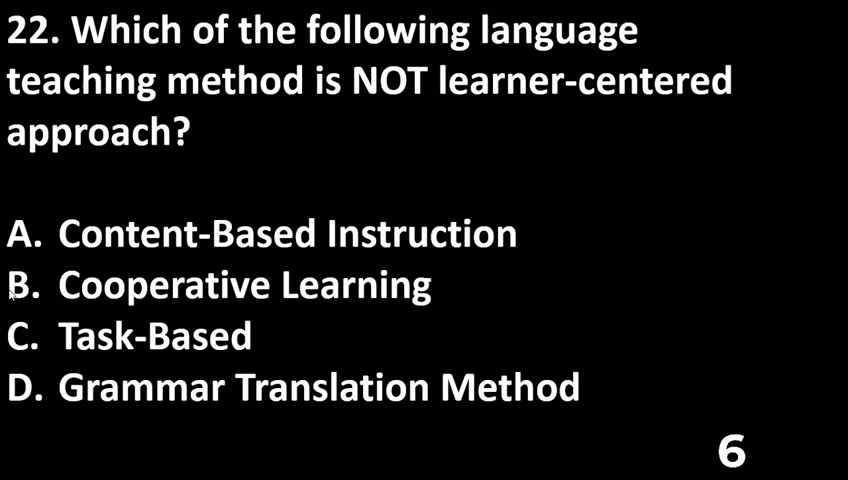 22. Which of the following language
teaching method is NOT learner-centered
approach?
A. Content-Based Instruction
B. Cooperative Learning
C. Task-Based
D. Grammar Translation Method
6